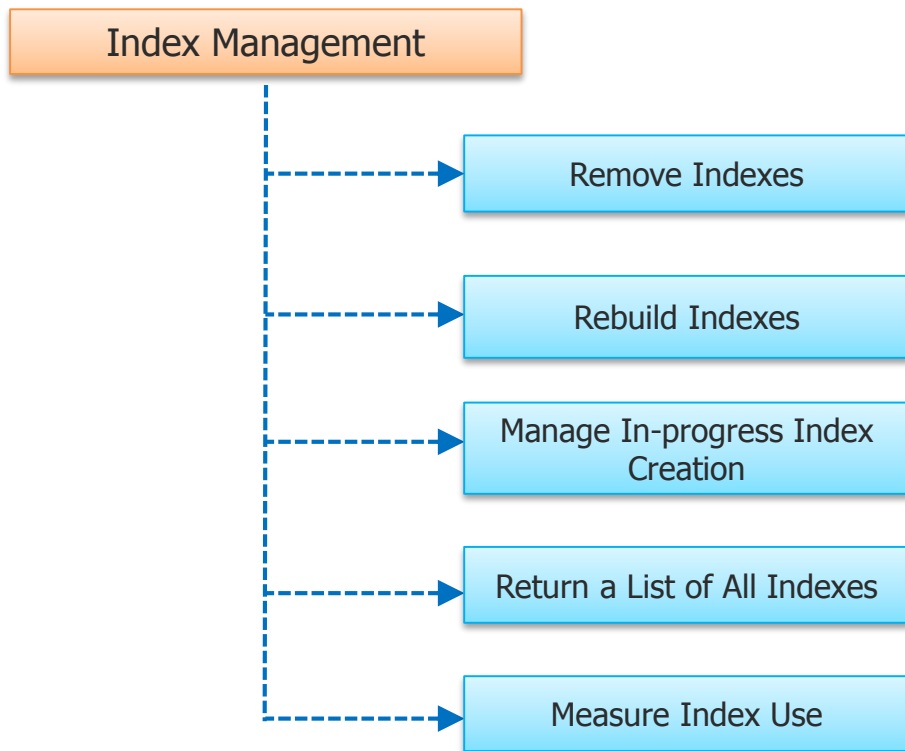 Index Management
Remove Indexes
Rebuild Indexes
Manage In-progress Index
Creation
Return a List of All Indexes
Measure Index Use